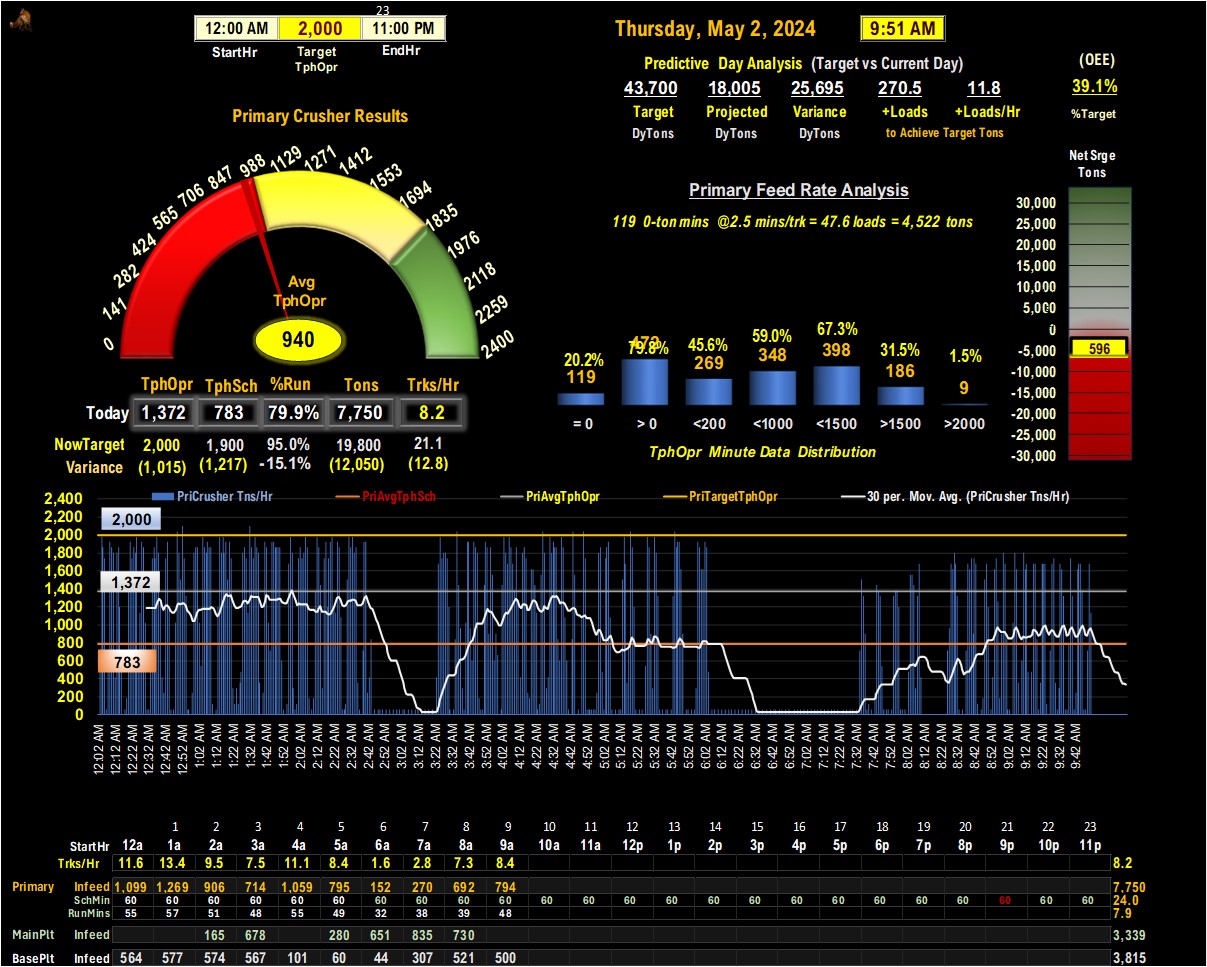 23
12:00 AM 2,000 11:00 PM
StartHr Target TphOpr EndHr
Thursday, May 2, 2024 9:51 AM
Predictive Day Analysis (Target vs Current Day)
43,700 18,005 25,695 270.5 11.8
Target Projected Variance +Loads +Loads/Hr
DyTons DyTons DyTons to Achieve Target Tons
(OEE)
39.1%
%Target
Primary Crusher Results
0 141 282 424 565 706 847 988 1129 1271 1412 1553 1694 1835 1976 2118 2259 2400
Avg
TphOpr
940
TphOpr TphSch %Run Tons Trks/Hr
Today 1,372 783 79.9% 7,750 8.2
NowTarget 2,000 1,900 95.0% 19,800 21.1
Variance (1,015) (1,217) -15.1% (12,050) (12.8)
Primary Feed Rate Analysis
119 0-ton mins @2.5 mins/trk = 47.6 loads = 4,522 tons
20.2% 79.8% 45.6% 59.0% 67.3% 31.5% 1.5%
119 472 269 348 398 186 9
= 0 > 0 <200 <1000 <1500 >1500 >2000
TphOpr Minute Data Distribution
Net Srge
Tons
30,000
25,000
20,000
15,000
10,000
5,000
0
-5,000
-10,000
-15,000
-20,000
-25,000
-30,000
596
PriCrusher Tns/Hr PriAvgTphSch PriAvgTphOpr PriTargetTphOpr 30 per. Mov. Avg. (PriCrusher Tns/Hr)
2,400
2,200
2,000
1,800
1,600
1,400
1,200
1,000
800
600
400
200
0
2,000
1,372
783
12:02 AM 12:12 AM 12:22 AM 12:32 AM 12:42 AM 12:52 AM 1:02 AM 1:12 AM 1:22 AM 1:32 AM 1:42 AM 1:52 AM 2:02 AM 2:12 AM 2:22 AM 2:32 AM 2:42 AM 2:52 AM 3:02 AM 3:12 AM 3:22 AM 3:32 AM 3:42 AM 3:52 AM 4:02 AM 4:12 AM 4:22 AM 4:32 AM 4:42 AM 4:52 AM 5:02 AM 5:12 AM 5:22 AM 5:32 AM 5:42 AM 5:52 AM 6:02 AM 6:12 AM 6:22 AM 6:32 AM 6:42 AM 6:52 AM 7:02 AM 7:12 AM 7:22 AM 7:32 AM 7:42 AM 7:52 AM 8:02 AM 8:12 AM 8:22 AM 8:32 AM 8:42 AM 8:52 AM 9:02 AM 9:12 AM 9:22 AM 9:32 AM 9:42 AM
1 2 3 4 5 6 7 8 9 10 11 12 13 14 15 16 17 18 19 20 21 22 23
StartHr 12a 1a 2a 3a 4a 5a 6a 7a 8a 9a 10a 11a 12p 1p 2p 3p 4p 5p 6p 7p 8p 9p 10p 11p
Trks/Hr 11.6 13.4 9.5 7.5 11.1 8.4 1.6 2.8 7.3 8.4 8.2
Primary Infeed 1,099 1,269 906 714 1,059 795 152 270 692 794 7,750
SchMin 60 60 60 60 60 60 60 60 60 60 60 60 60 60 60 60 60 60 60 60 60 60 60 60 24.0
RunMins 55 57 51 48 55 49 32 38 39 48 7.9
MainPlt Infeed 165 678 280 651 835 730 3,339
BasePlt Infeed 564 577 574 567 101 60 44 307 521 500 3,815